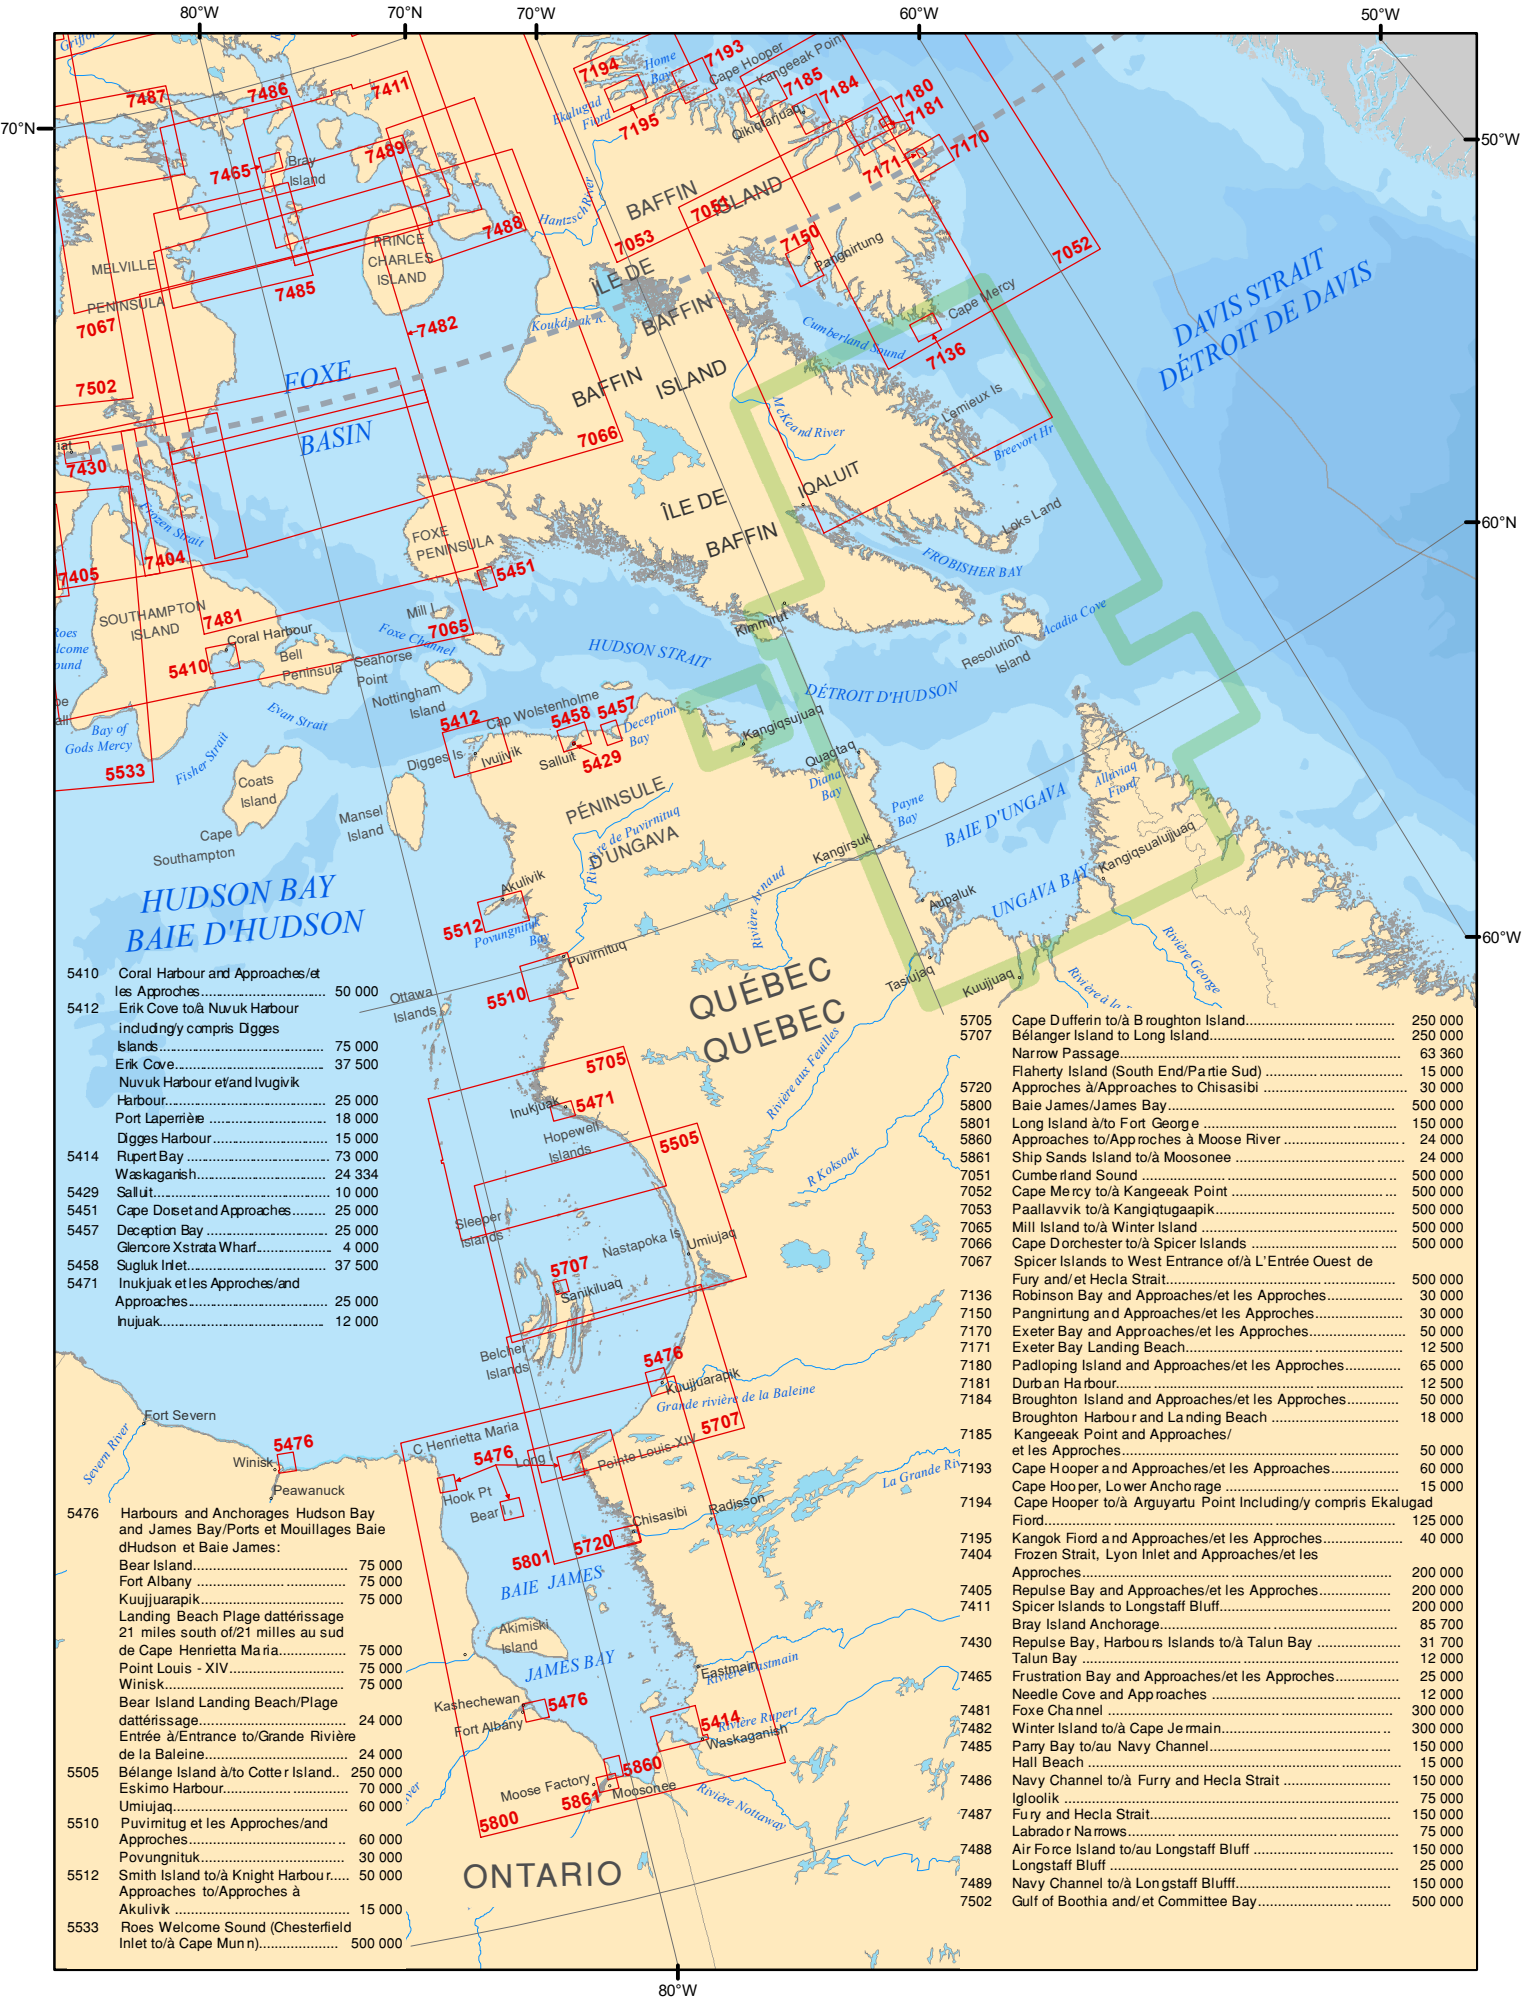 80°W
70°N
70°W
60°W
50°W
70°N
50°W
60°N
60°W
80°W
7487
7486
7411
7194
Home
Bay
7193
Cape Hooper
Kangeeak Point
7185
7184
7180
7181
7170
7171
Ekalugad
Fiord
7195
Qikiqtarjuaq
7465
Bray
Island
7489
7488
Hantzsch River
BAFFIN
ISLAND
7051
7053
7052
7150
Pangnirtung
MELVILLE
PENINSULA
PRINCE
CHARLES
ISLAND
7485
7067
7482
7502
FOXE
BASIN
ÎLE DE
BAFFIN
Koukdjuak R.
BAFFIN
ISLAND
7066
Cumberland Sound
Cape Mercy
7136
DAVIS STRAIT
DÉTROIT DE DAVIS
Lemieux Is
Breevort Hr
McKeand River
IQALUIT
ÎLE DE
BAFFIN
Loks Land
FROBISHER BAY
7430
Frozen Strait
7404
7405
FOXE
PENINSULA
5451
SOUTHAMPTON
ISLAND
7481
Mill I
7065
Foxe Channel
Coral Harbour
5410
Bell
Peninsula
Seahorse
Point
Nottingham
Island
Kimmirut
HUDSON STRAIT
DÉTROIT D'HUDSON
Resolution
Island
Acadia Cove
Evan Strait
Bay of
Gods Mercy
Fisher Strait
5533
5412
Cap Wolstenholme
5458
5457
Deception
Bay
Digges Is
Ivujivik
Salluit
5429
Kangiqsujuaq
Quaqtaq
Diana
Bay
Coats
Island
Mansel
Island
Cape
Southampton
PÉNINSULE
D'UNGAVA
Rivière de Puvirnituq
Payne
Bay
Kangirsuk
BAIE D'UNGAVA
UNGAVA BAY
Alluviaq
Fiord
Kangiqsualujjuaq
HUDSON BAY
BAIE D'HUDSON
Akulivik
5512
Povungnituk
Bay
Puvirnituq
5510
Ottawa
Islands
Rivière Arnaud
Aupaluk
Tasiujaq
Kuujjuaq
Rivière George
QUÉBEC
QUEBEC
Rivière aux Feuilles
R Koksoak
5705
Inukjuak
5471
Hopewell
Islands
5505
Sleeper
Islands
Nastapoka Is
Umiujaq
5707
Sanikiluaq
Belcher
Islands
5476
Kuujjuarapik
Grande rivière de la Baleine
5707
Fort Severn
Severn River
5476
Winisk
Peawanuck
C Henrietta Maria
5476
Long I
Pointe Louis-XIV
Hook Pt
Bear I
La Grande Riv
Radisson
Chisasibi
5720
5801
BAIE JAMES
Akimiski
Island
JAMES BAY
Eastmain
Rivière Eastmain
Kashechewan
5476
Fort Albany
5414
Rivière Rupert
Waskaganish
5860
Moose Factory
5861
Moosonee
Rivière Nottaway
5800
ONTARIO
5410 Coral Harbour and Approaches/et
les Approches 50 000
5412 Erik Cove to/à Nuvuk Harbour
including/y compris Digges
Islands 75 000
Erik Cove 37 500
Nuvuk Harbour et/and Ivugivik
Harbour 25 000
Port Laperrière 18 000
Digges Harbour 15 000
5414 Rupert Bay 73 000
Waskaganish 24 334
5429 Salluit 10 000
5451 Cape Dorset and Approaches 25 000
5457 Deception Bay 25 000
Glencore Xstrata Wharf 4 000
5458 Sugluk Inlet 37 500
5471 Inukjuak et les Approches/and
Approaches 25 000
Inujuak 12 000
5476 Harbours and Anchorages Hudson Bay
and James Bay/Ports et Mouillages Baie
dHudson et Baie James:
Bear Island 75 000
Fort Albany 75 000
Kuujjuarapik 75 000
Landing Beach Plage dattérissage
21 miles south of/21 milles au sud
de Cape Henrietta Maria 75 000
Point Louis - XIV 75 000
Winisk 75 000
Bear Island Landing Beach/Plage
dattérissage 24 000
Entrée à/Entrance to/Grande Rivière
de la Baleine 24 000
5505 Bélange Island à/to Cotter Island 250 000
Eskimo Harbour 70 000
Umiujaq 60 000
5510 Puvirnitug et les Approches/and
Approches 60 000
Povungnituk 30 000
5512 Smith Island to/à Knight Harbour 50 000
Approaches to/Approches à
Akulivik 15 000
5533 Roes Welcome Sound (Chesterfield
Inlet to/à Cape Munn) 500 000
5705 Cape Dufferin to/à Broughton Island 250 000
5707 Bélanger Island to Long Island 250 000
Narrow Passage 63 360
Flaherty Island (South End/Partie Sud) 15 000
5720 Approches à/Approaches to Chisasibi 30 000
5800 Baie James/James Bay 500 000
5801 Long Island à/to Fort George 150 000
5860 Approaches to/Approches à Moose River 24 000
5861 Ship Sands Island to/à Moosonee 24 000
7051 Cumberland Sound 500 000
7052 Cape Mercy to/à Kangeeak Point 500 000
7053 Paallavvik to/à Kangiqtugaapik 500 000
7065 Mill Island to/à Winter Island 500 000
7066 Cape Dorchester to/à Spicer Islands 500 000
7067 Spicer Islands to West Entrance of/à L'Entrée Ouest de
Fury and/et Hecla Strait 500 000
7136 Robinson Bay and Approaches/et les Approches 30 000
7150 Pangnirtung and Approaches/et les Approches 30 000
7170 Exeter Bay and Approaches/et les Approches 50 000
7171 Exeter Bay Landing Beach 12 500
7180 Padloping Island and Approaches/et les Approches 65 000
7181 Durban Harbour 12 500
7184 Broughton Island and Approaches/et les Approches 50 000
Broughton Harbour and Landing Beach 18 000
7185 Kangeeak Point and Approaches/
et les Approches 50 000
7193 Cape Hooper and Approaches/et les Approaches 60 000
Cape Hooper, Lower Anchorage 15 000
7194 Cape Hooper to/à Arguyartu Point Including/y compris Ekalugad
Fiord 125 000
7195 Kangok Fiord and Approaches/et les Approches 40 000
7404 Frozen Strait, Lyon Inlet and Approaches/et les
Approches 200 000
7405 Repulse Bay and Approaches/et les Approches 200 000
7411 Spicer Islands to Longstaff Bluff 200 000
Bray Island Anchorage 85 700
7430 Repulse Bay, Harbours Islands to/à Talun Bay 31 700
Talun Bay 12 000
7465 Frustration Bay and Approaches/et les Approches 25 000
Needle Cove and Approaches 12 000
7481 Foxe Channel 300 000
7482 Winter Island to/à Cape Jermain 300 000
7485 Parry Bay to/au Navy Channel 150 000
Hall Beach 15 000
7486 Navy Channel to/à Furry and Hecla Strait 150 000
Igloolik 75 000
7487 Fury and Hecla Strait 150 000
Labrador Narrows 75 000
7488 Air Force Island to/au Longstaff Bluff 150 000
Longstaff Bluff 25 000
7489 Navy Channel to/à Longstaff Blufff 150 000
7502 Gulf of Boothia and/et Committee Bay 500 000